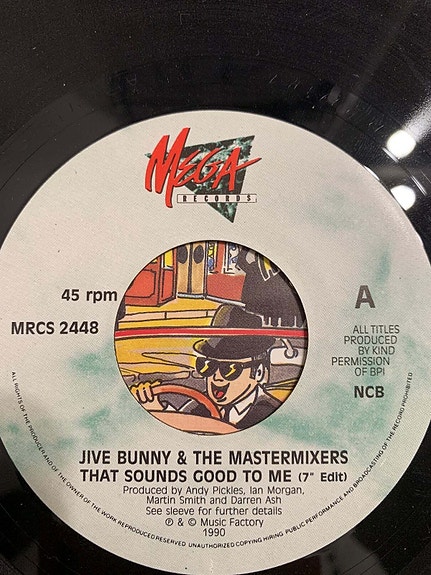 MEGA
RECORDS
45 rpm
A
MRCS 2448
ALL TITLES
PRODUCED
BY KIND
PERMISSION
OF BPI
NCB
JIVE BUNNY & THE MASTERMIXERS
THAT SOUNDS GOOD TO ME (7" Edit)
Produced by Andy Pickles, Ian Morgan,
Martin Smith and Darren Ash
See sleeve for further details
℗ & © Music Factory
1990
ALL RIGHTS OF THE PRODUCER AND OF THE OWNER OF THE WORK REPRODUCED RESERVED UNAUTHORIZED COPYING HIRING PUBLIC PERFORMANCE AND BROADCASTING OF THE RECORD PROHIBITED